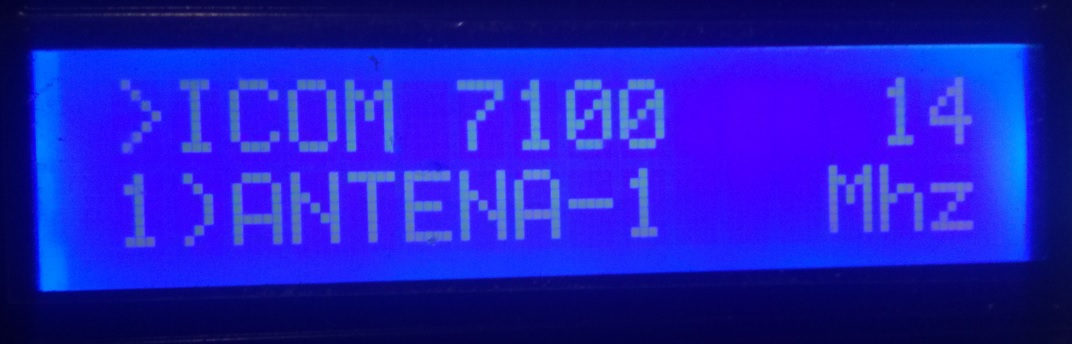 >ICOM 7100 14
1)ANTENA-1 Mhz